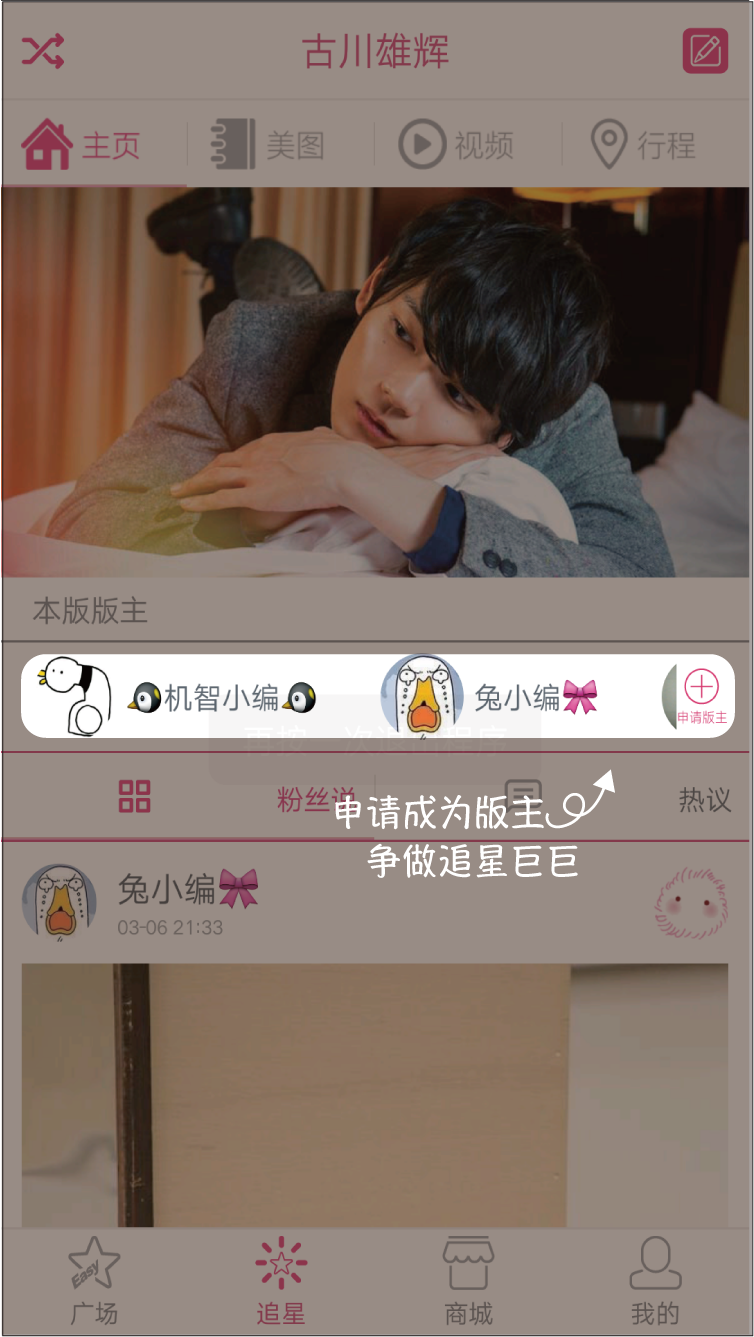 古川雄辉
主页 美图 视频 行程
本版版主
🐧机智小编🐧 兔小编🎀
申请版主
再按一次退出程序
粉丝说 热议
申请成为版主
争做追星巨巨
兔小编🎀
03-06 21:33
Easy
广场 追星 商城 我的